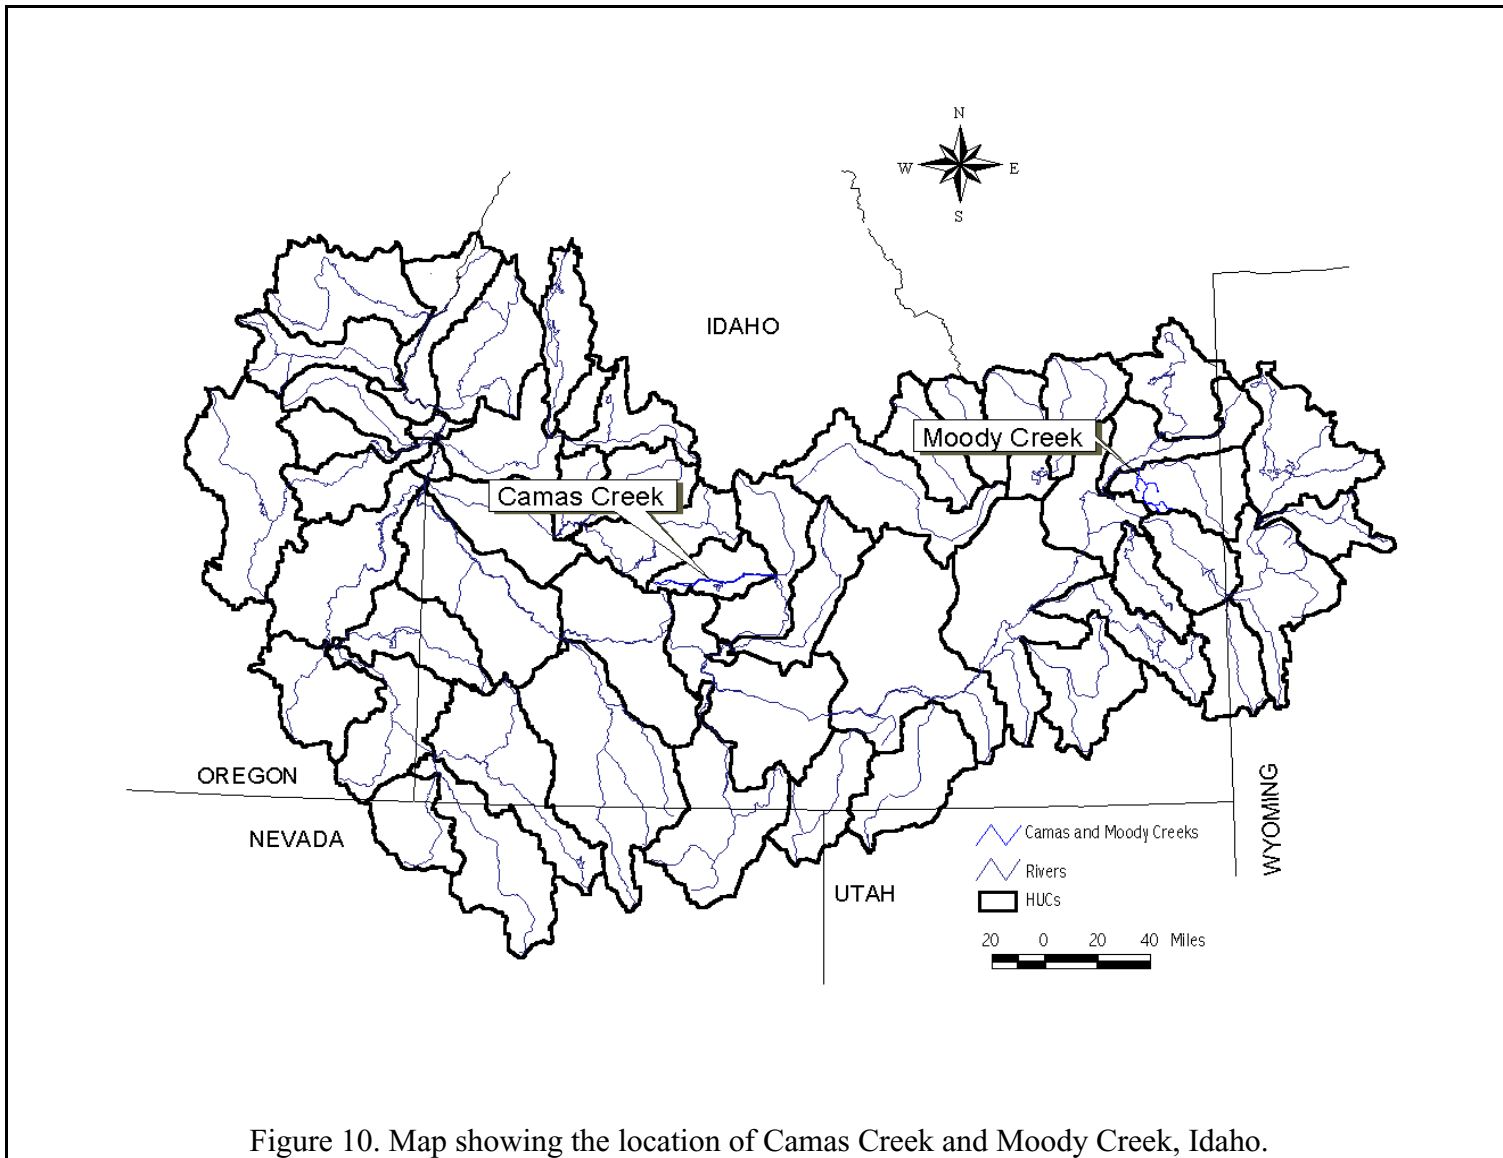 N
W E
S
IDAHO
Moody Creek
Camas Creek
OREGON
NEVADA
UTAH
WYOMING
Camas and Moody Creeks
Rivers
HUCs
20 0 20 40 Miles
Figure 10. Map showing the location of Camas Creek and Moody Creek, Idaho.